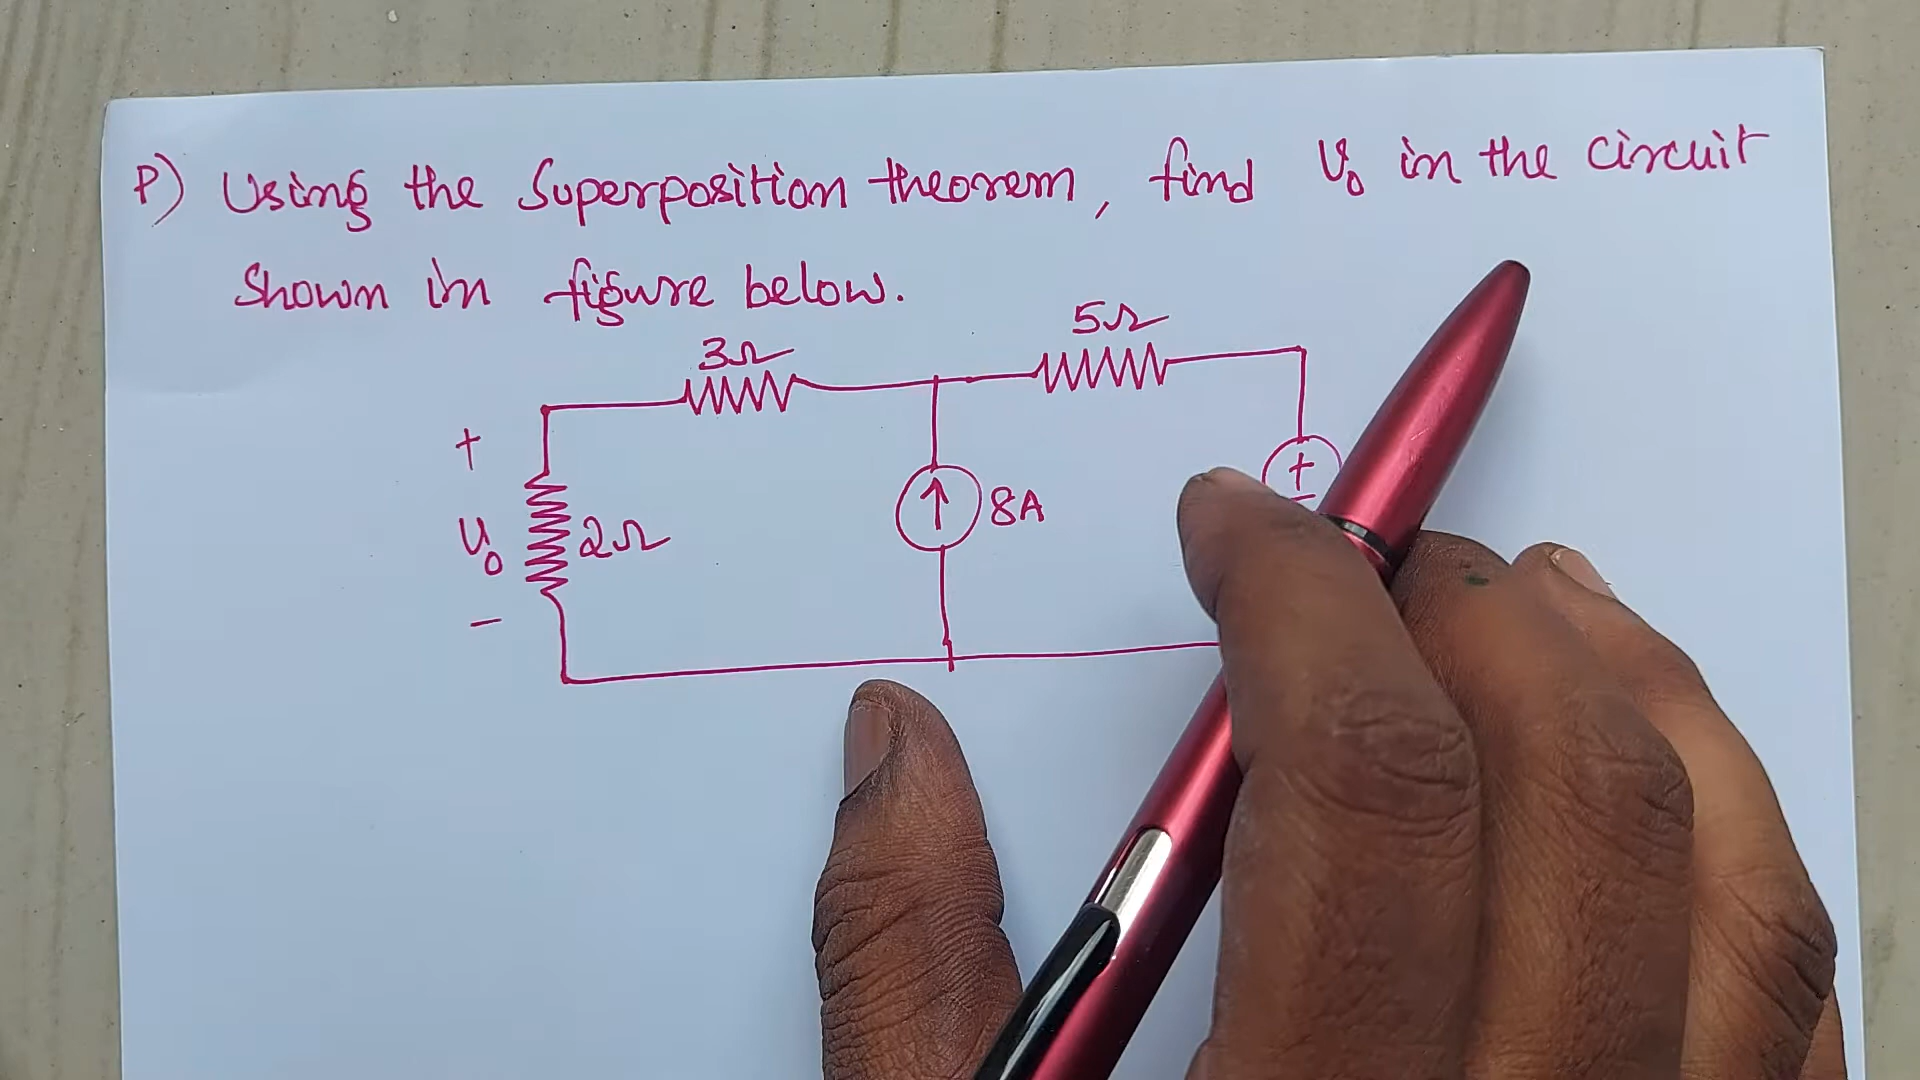 P) Using the Superposition theorem, find V₀ in the circuit
Shown in figure below.
3Ω
5Ω
+
V₀
−
2Ω
8A
+
−